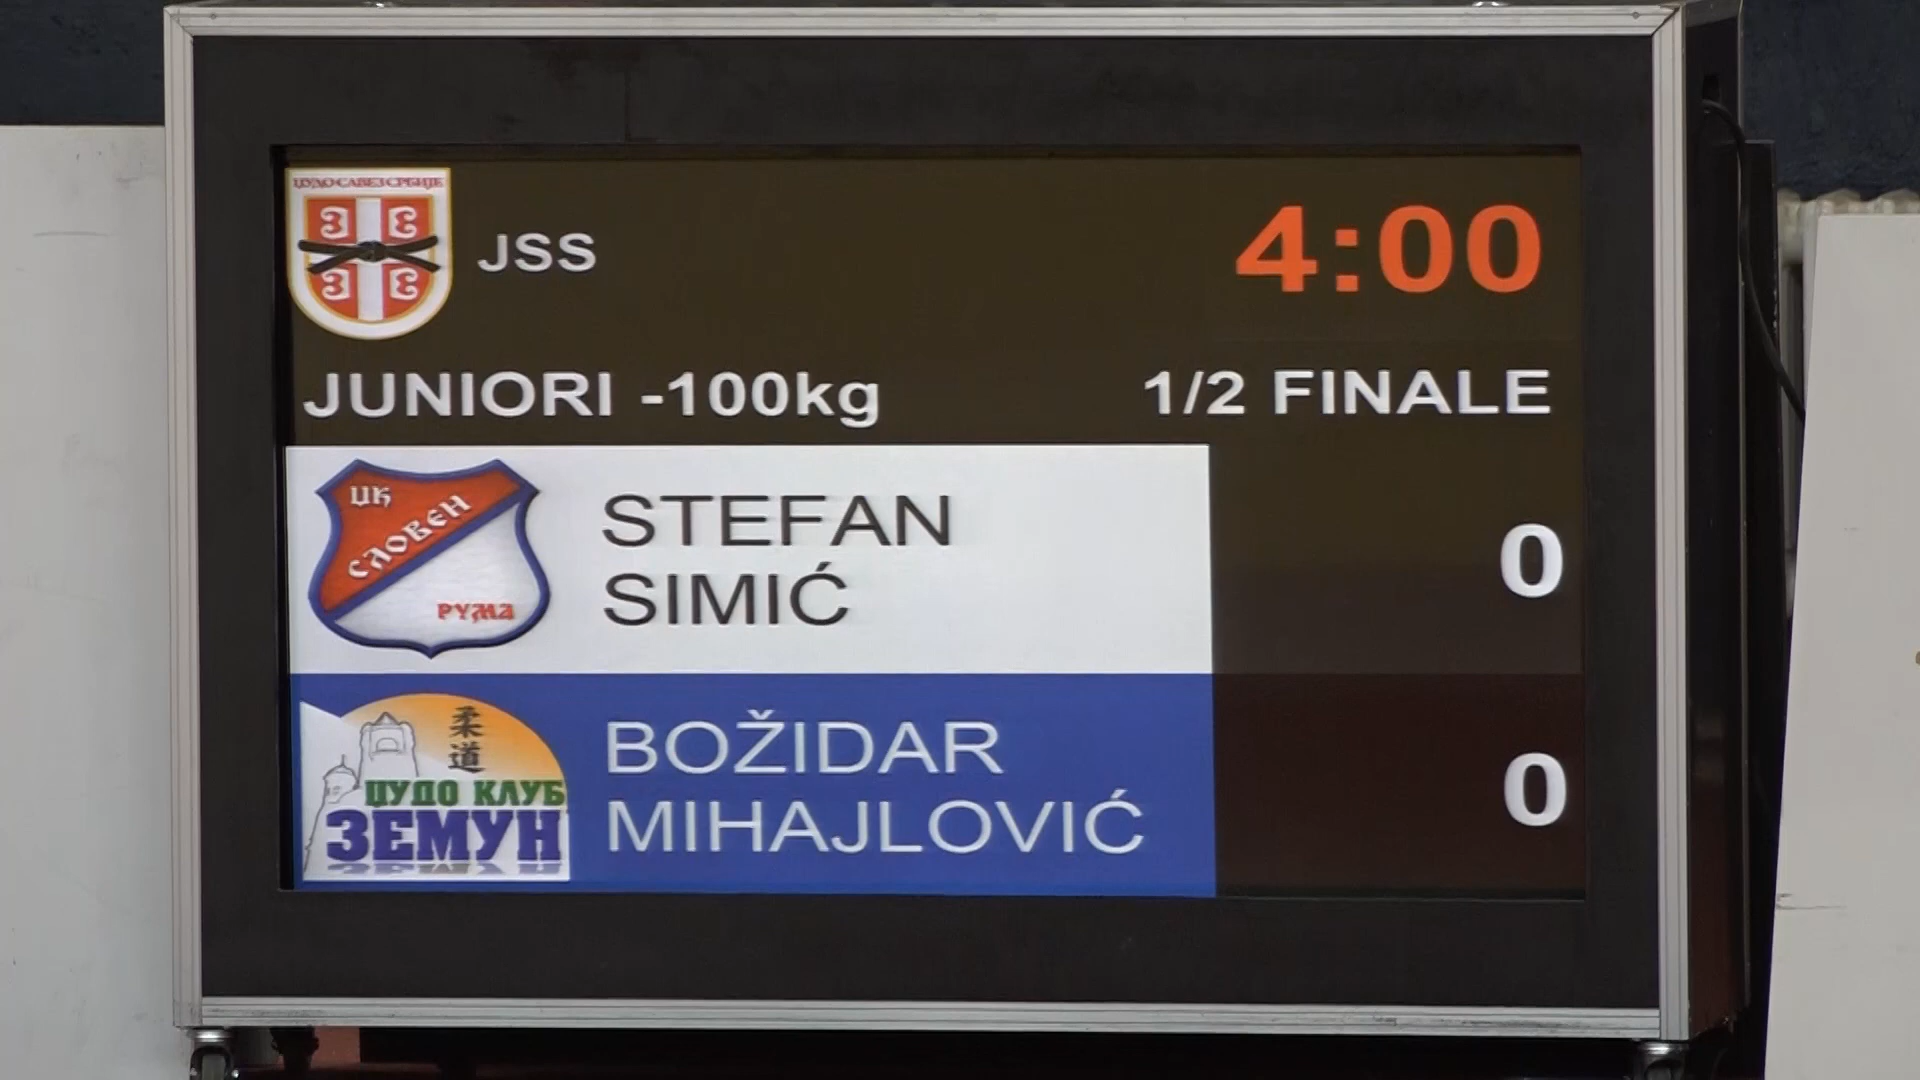 ЏУДО САВЕЗ СРБИЈЕ
JSS
4:00
JUNIORI -100kg
1/2 FINALE
ЏК
СЛОВЕН
РУМА
STEFAN
SIMIĆ
0
柔道
ЏУДО КЛУБ
ЗЕМУН
BOŽIDAR
MIHAJLOVIĆ
0